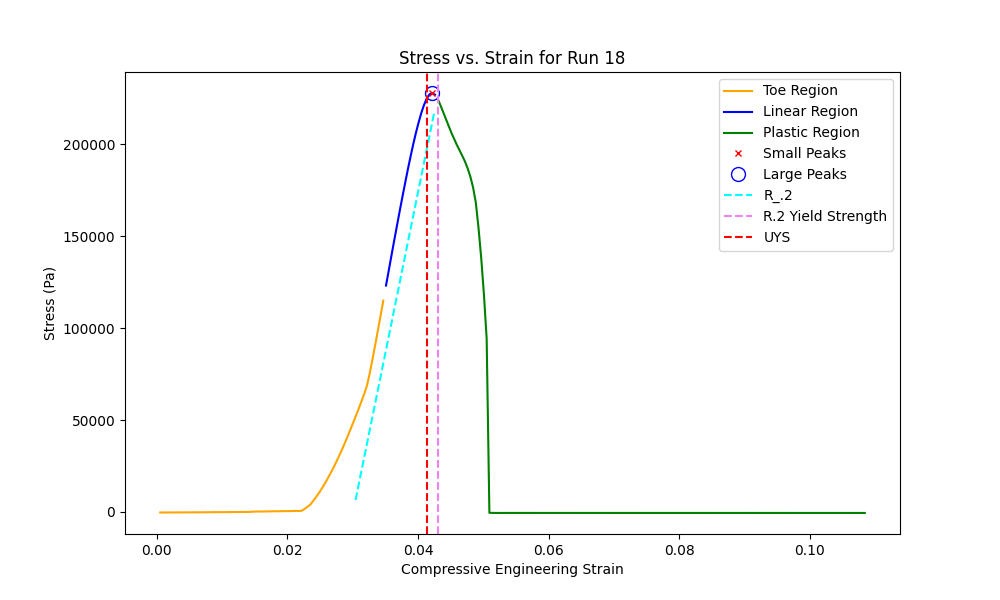 Stress vs. Strain for Run 18
Toe Region
Linear Region
Plastic Region
Small Peaks
Large Peaks
R_.2
R.2 Yield Strength
UYS
200000
150000
100000
50000
0
Stress (Pa)
0.00 0.02 0.04 0.06 0.08 0.10
Compressive Engineering Strain